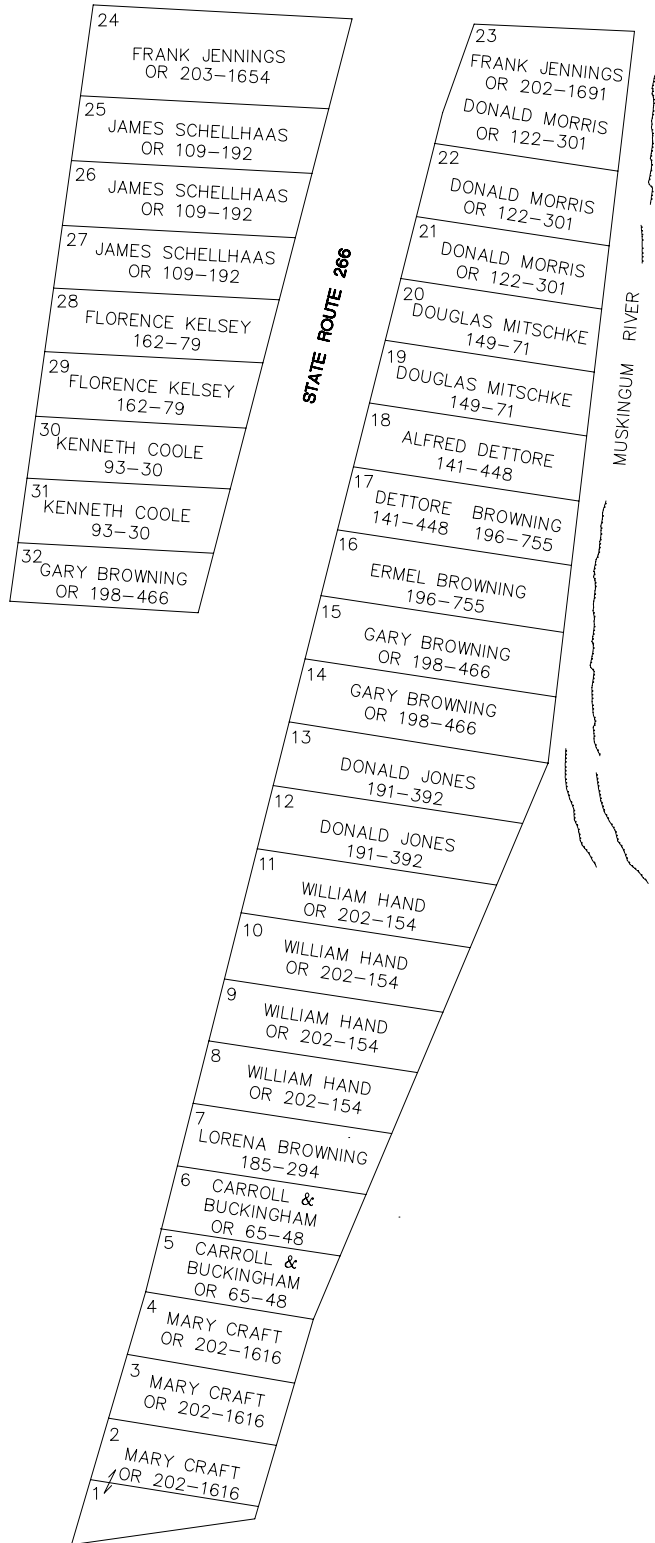 24
FRANK JENNINGS
OR 203-1654
25
JAMES SCHELLHAAS
OR 109-192
26
JAMES SCHELLHAAS
OR 109-192
27
JAMES SCHELLHAAS
OR 109-192
28
FLORENCE KELSEY
162-79
29
FLORENCE KELSEY
162-79
30
KENNETH COOLE
93-30
31
KENNETH COOLE
93-30
32
GARY BROWNING
OR 198-466
STATE ROUTE 266
23
FRANK JENNINGS
OR 202-1691
DONALD MORRIS
OR 122-301
22
DONALD MORRIS
OR 122-301
21
DONALD MORRIS
OR 122-301
20
DOUGLAS MITSCHKE
149-71
19
DOUGLAS MITSCHKE
149-71
18
ALFRED DETTORE
141-448
17
DETTORE BROWNING
141-448 196-755
16
ERMEL BROWNING
196-755
15
GARY BROWNING
OR 198-466
14
GARY BROWNING
OR 198-466
13
DONALD JONES
191-392
12
DONALD JONES
191-392
11
WILLIAM HAND
OR 202-154
10
WILLIAM HAND
OR 202-154
9
WILLIAM HAND
OR 202-154
8
WILLIAM HAND
OR 202-154
7
LORENA BROWNING
185-294
6
CARROLL &
BUCKINGHAM
OR 65-48
5
CARROLL &
BUCKINGHAM
OR 65-48
4
MARY CRAFT
OR 202-1616
3
MARY CRAFT
OR 202-1616
2
MARY CRAFT
OR 202-1616
1
MUSKINGUM RIVER